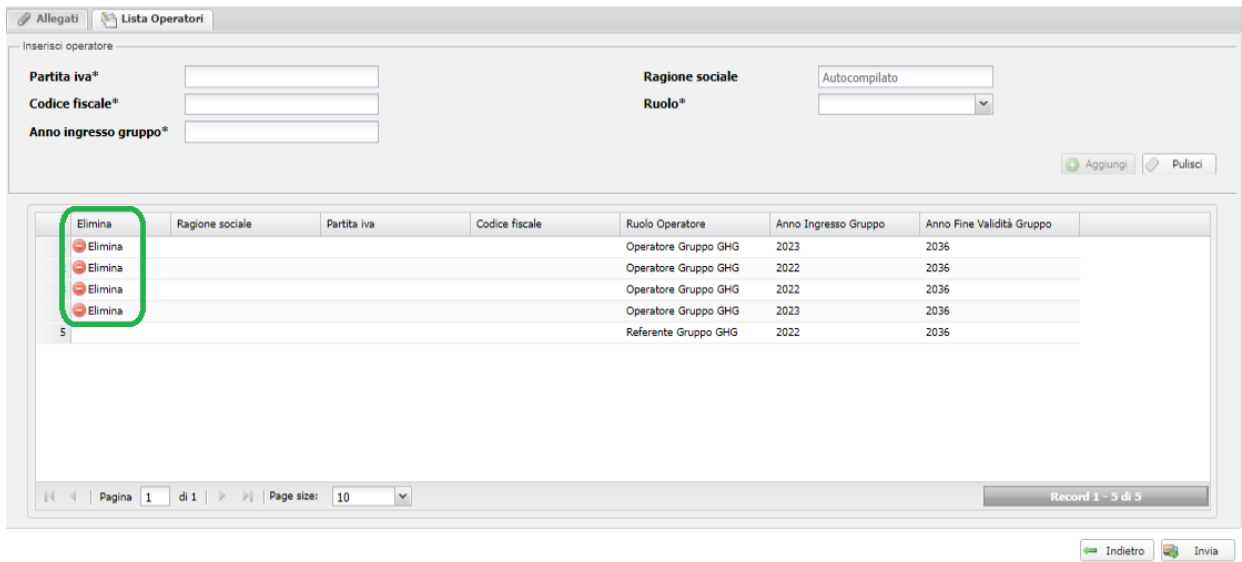 Allegati Lista Operatori
Inserisci operatore
Partita iva* Ragione sociale Autocompilato
Codice fiscale* Ruolo*
Anno ingresso gruppo*
Aggiungi Pulisci
Elimina Ragione sociale Partita iva Codice fiscale Ruolo Operatore Anno Ingresso Gruppo Anno Fine Validità Gruppo
Elimina Operatore Gruppo GHG 2023 2036
Elimina Operatore Gruppo GHG 2022 2036
Elimina Operatore Gruppo GHG 2022 2036
Elimina Operatore Gruppo GHG 2023 2036
5 Referente Gruppo GHG 2022 2036
Pagina 1 di 1 Page size: 10 Record 1 - 5 di 5
Indietro Invia